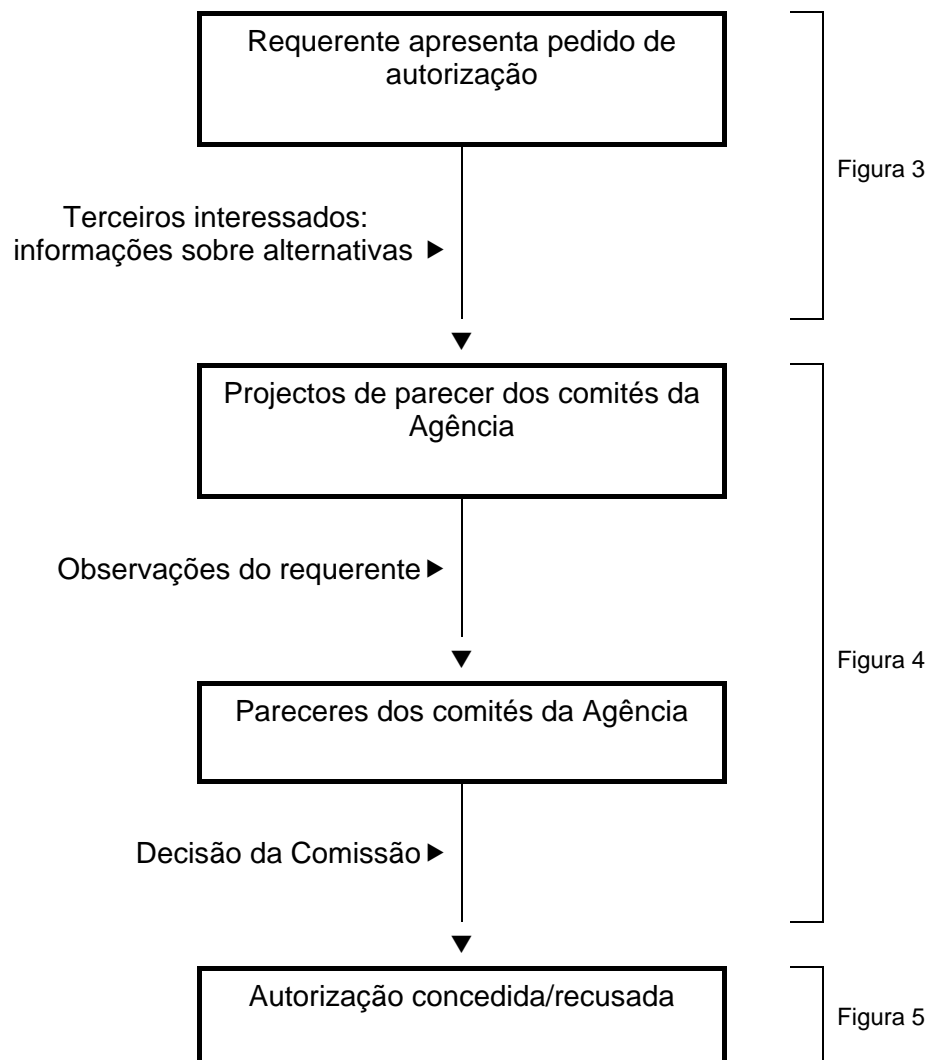 Requerente apresenta pedido de
autorização
Figura 3
Terceiros interessados:
informações sobre alternativas
Projectos de parecer dos comités da
Agência
Observações do requerente
Figura 4
Pareceres dos comités da Agência
Decisão da Comissão
Autorização concedida/recusada
Figura 5